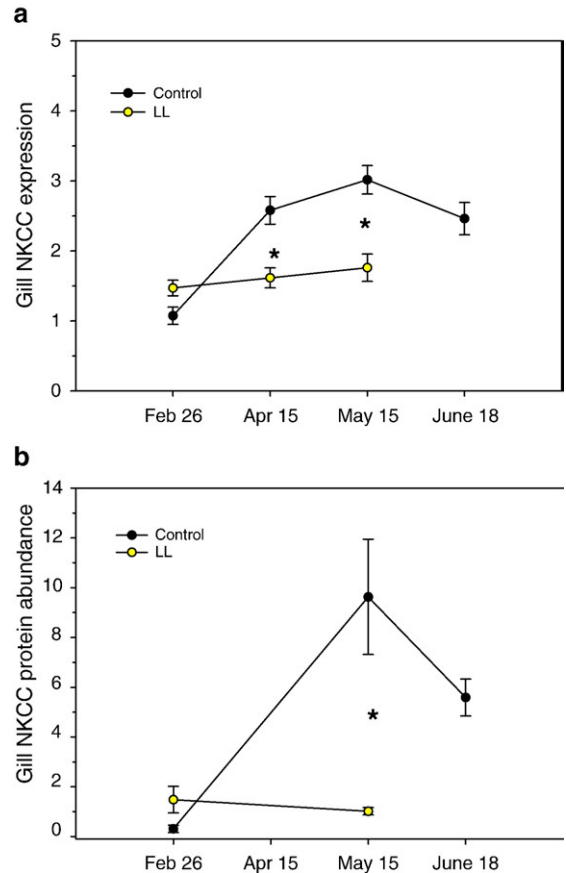 a
Gill NKCC expression
5
4
3
2
1
0
Control
LL
*
*
Feb 26 Apr 15 May 15 June 18
b
Gill NKCC protein abundance
14
12
10
8
6
4
2
0
Control
LL
*
Feb 26 Apr 15 May 15 June 18